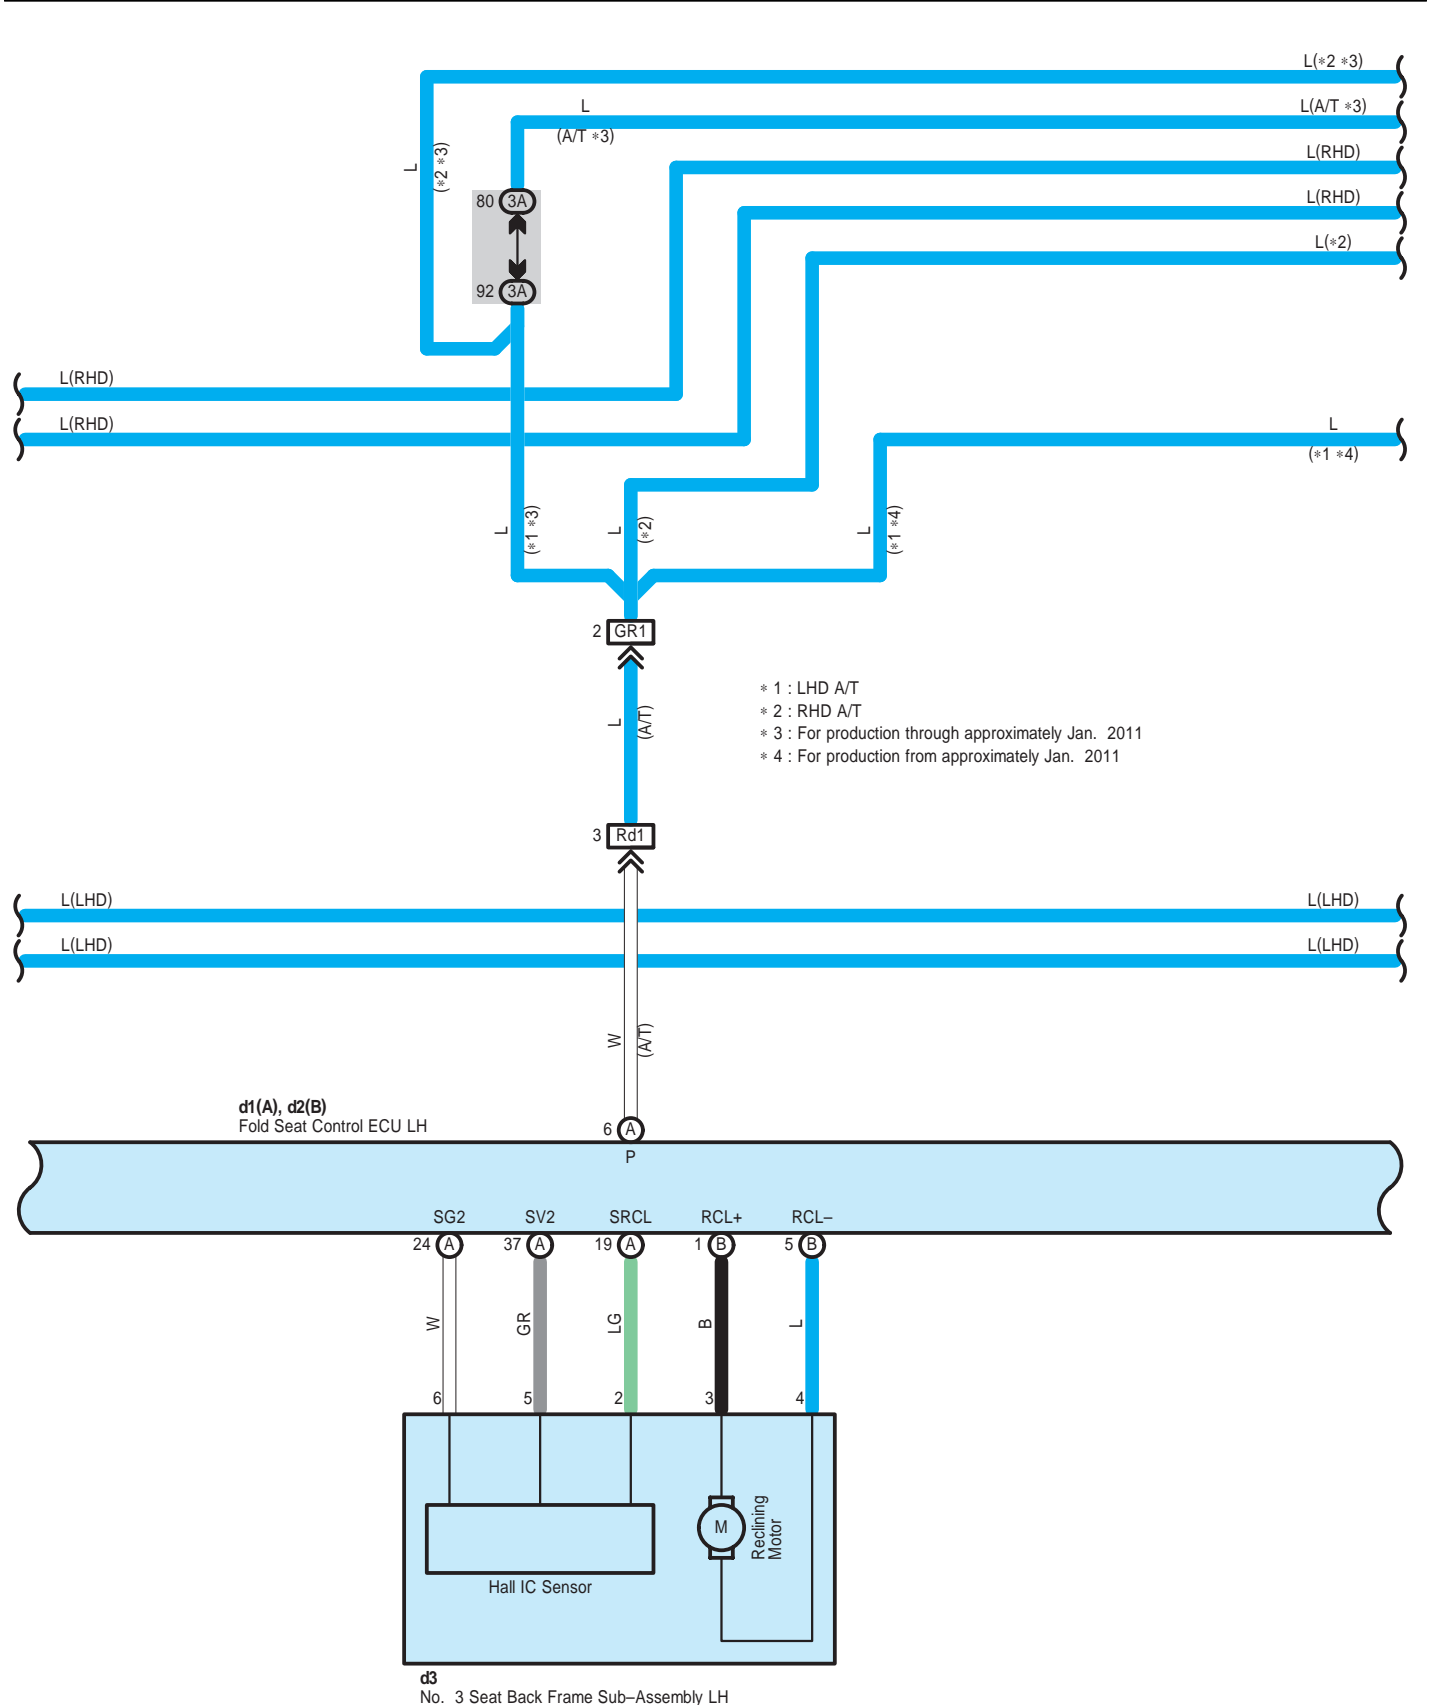 L(*2 *3)
L
(A/T *3)
L(A/T *3)
L
(*2 *3)
L(RHD)
80 3A
L(RHD)
L(*2)
92 3A
L(RHD)
L(RHD)
L
(*1 *4)
L
(*1 *3)
L
(*2)
L
(*1 *4)
2 GR1
* 1 : LHD A/T
* 2 : RHD A/T
* 3 : For production through approximately Jan. 2011
* 4 : For production from approximately Jan. 2011
L
(A/T)
3 Rd1
L(LHD)
L(LHD)
L(LHD)
L(LHD)
W
(A/T)
d1(A), d2(B)
Fold Seat Control ECU LH
6 A
P
SG2 SV2 SRCL RCL+ RCL–
24 A 37 A 19 A 1 B 5 B
W GR LG B L
6 5 2 3 4
M
Reclining
Motor
Hall IC Sensor
d3
No. 3 Seat Back Frame Sub–Assembly LH